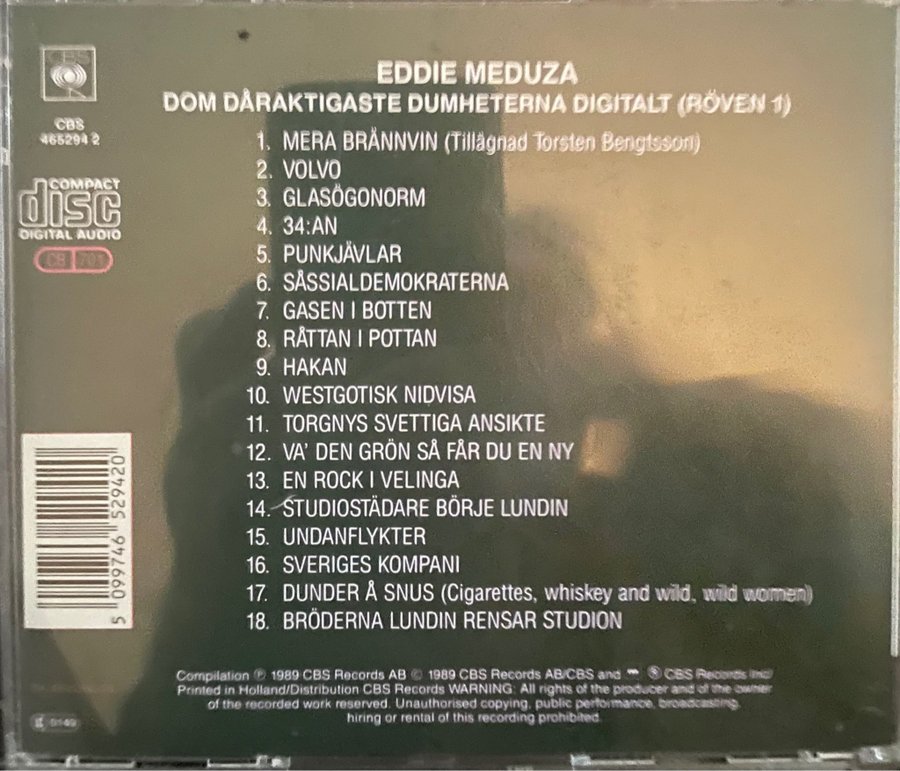 CBS
EDDIE MEDUZA
DOM DÅRAKTIGASTE DUMHETERNA DIGITALT (RÖVEN 1)
CBS
465294 2
COMPACT
disc
DIGITAL AUDIO
CB 701
1. MERA BRÄNNVIN (Tillägnad Torsten Bengtsson)
2. VOLVO
3. GLASÖGONORM
4. 34:AN
5. PUNKJÄVLAR
6. SÅSSIALDEMOKRATERNA
7. GASEN I BOTTEN
8. RÅTTAN I POTTAN
9. HAKAN
10. WESTGOTISK NIDVISA
11. TORGNYS SVETTIGA ANSIKTE
12. VA' DEN GRÖN SÅ FÅR DU EN NY
13. EN ROCK I VELINGA
14. STUDIOSTÄDARE BÖRJE LUNDIN
15. UNDANFLYKTER
16. SVERIGES KOMPANI
17. DUNDER Å SNUS (Cigarettes, whiskey and wild, wild women)
18. BRÖDERNA LUNDIN RENSAR STUDION
5 099746 529420
Compilation ℗ 1989 CBS Records AB © 1989 CBS Records AB/CBS and CBS Records Inc/
Printed in Holland/Distribution CBS Records WARNING: All rights of the producer and of the owner
of the recorded work reserved. Unauthorised copying, public performance, broadcasting,
hiring or rental of this recording prohibited.